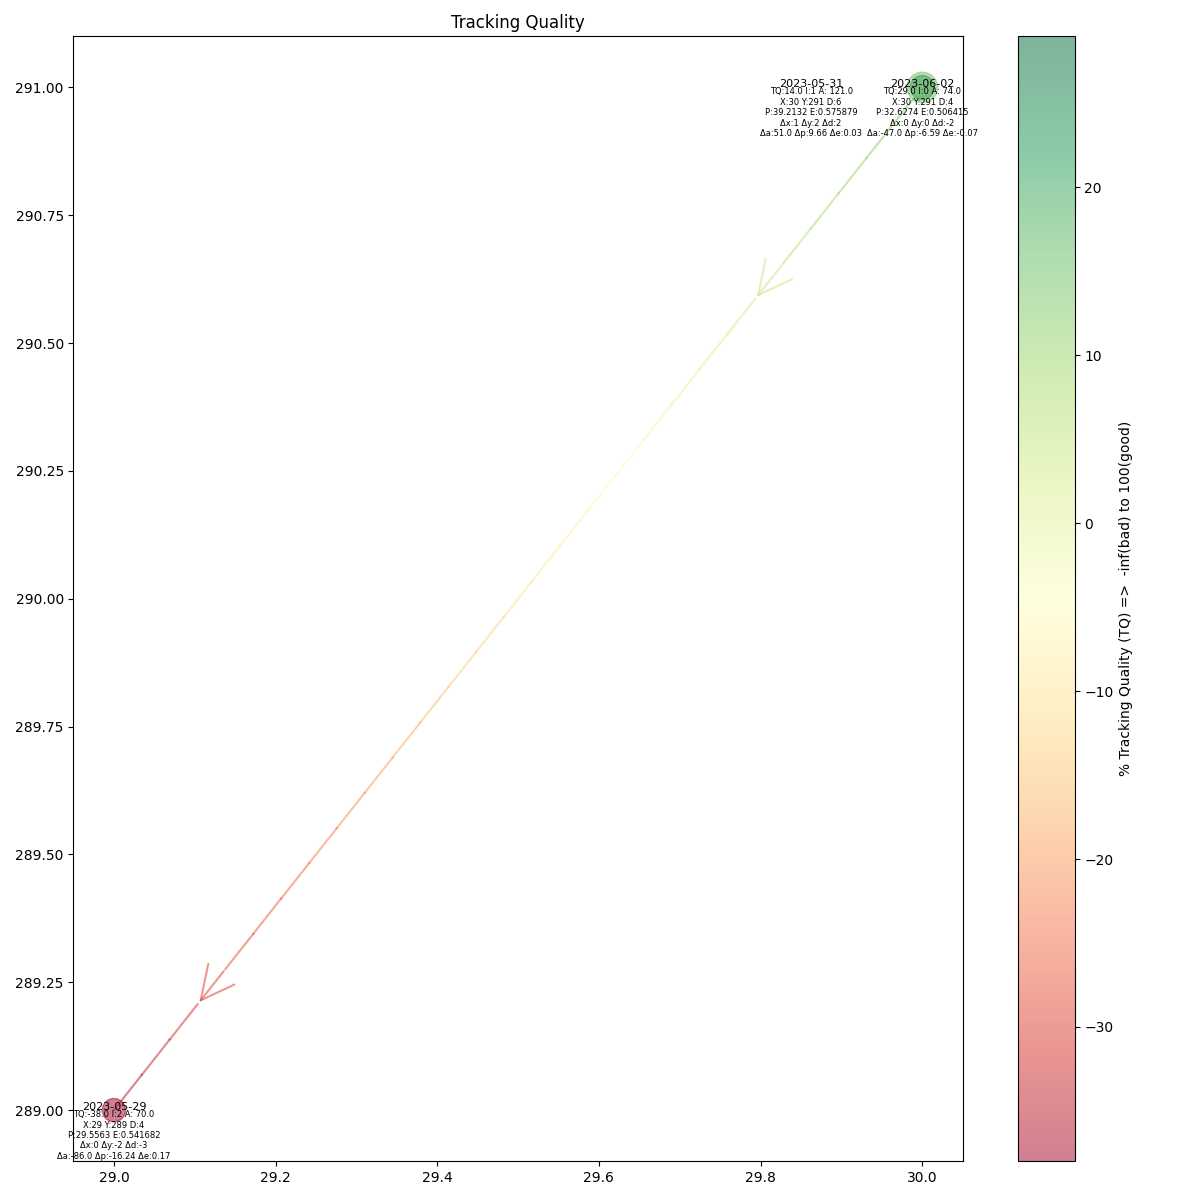 Tracking Quality
291.00
290.75
290.50
290.25
290.00
289.75
289.50
289.25
289.00
29.0
29.2
29.4
29.6
29.8
30.0
2023-05-31
TQ:14.0 I:1 A: 121.0
X:30 Y:291 D:6
P:39.2132 E:0.575879
Δx:1 Δy:2 Δd:2
Δa:51.0 Δp:9.66 Δe:0.03
2023-06-02
TQ:29.0 I:0 A: 74.0
X:30 Y:291 D:4
P:32.6274 E:0.506415
Δx:0 Δy:0 Δd:-2
Δa:-47.0 Δp:-6.59 Δe:-0.07
2023-05-29
TQ:-38.0 I:2 A: 70.0
X:29 Y:289 D:4
P:29.5563 E:0.541682
Δx:0 Δy:-2 Δd:-3
Δa:-86.0 Δp:-16.24 Δe:0.17
20
10
0
−10
−20
−30
% Tracking Quality (TQ) => -inf(bad) to 100(good)